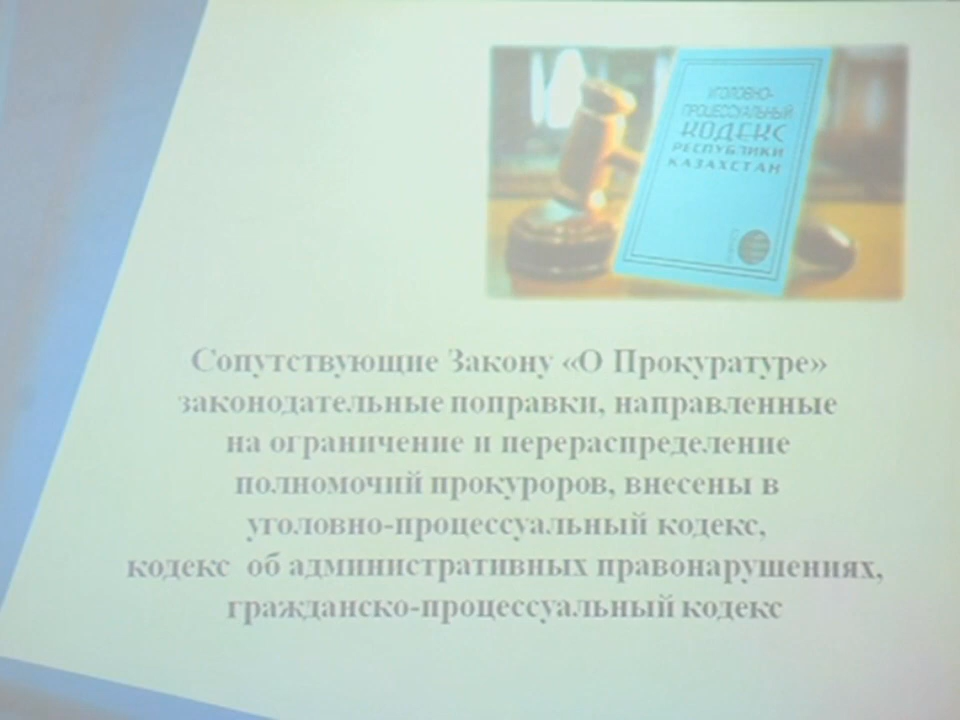 УГОЛОВНО-
ПРОЦЕССУАЛЬНЫЙ
КОДЕКС
РЕСПУБЛИКИ
КАЗАХСТАН
Сопутствующие Закону «О Прокуратуре»
законодательные поправки, направленные
на ограничение и перераспределение
полномочий прокуроров, внесены в
уголовно-процессуальный кодекс,
кодекс об административных правонарушениях,
гражданско-процессуальный кодекс